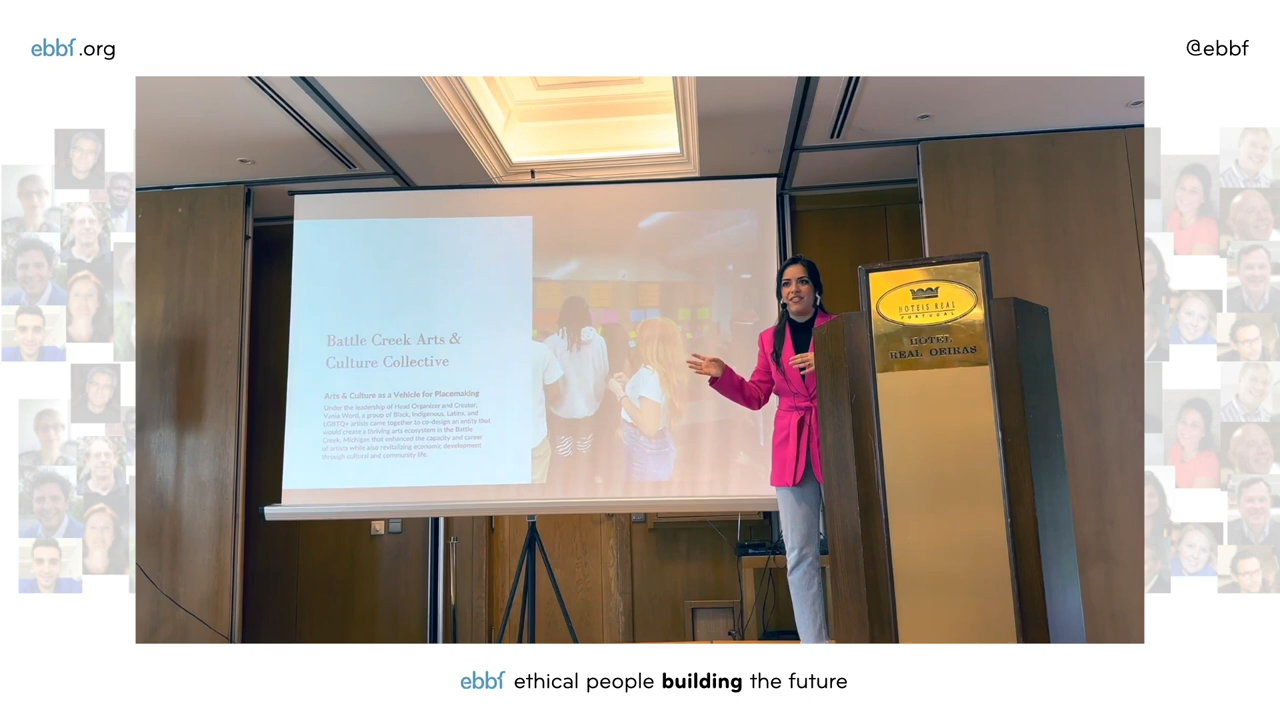 ebbf.org
@ebbf
Battle Creek Arts &
Culture Collective
Arts & Culture as a Vehicle for Placemaking
Under the leadership of Head Organizer and Creator,
Vania Word, a group of Black, Indigenous, Latinx, and
LGBTQ+ artists came together to co-design an entity that
would create a thriving arts ecosystem in the Battle
Creek, Michigan that enhanced the capacity and career
of artists while also revitalizing economic development
through cultural and community life.
HOTEIS REAL
PORTUGAL
HOTEL
REAL OEIRAS
ebbf ethical people building the future